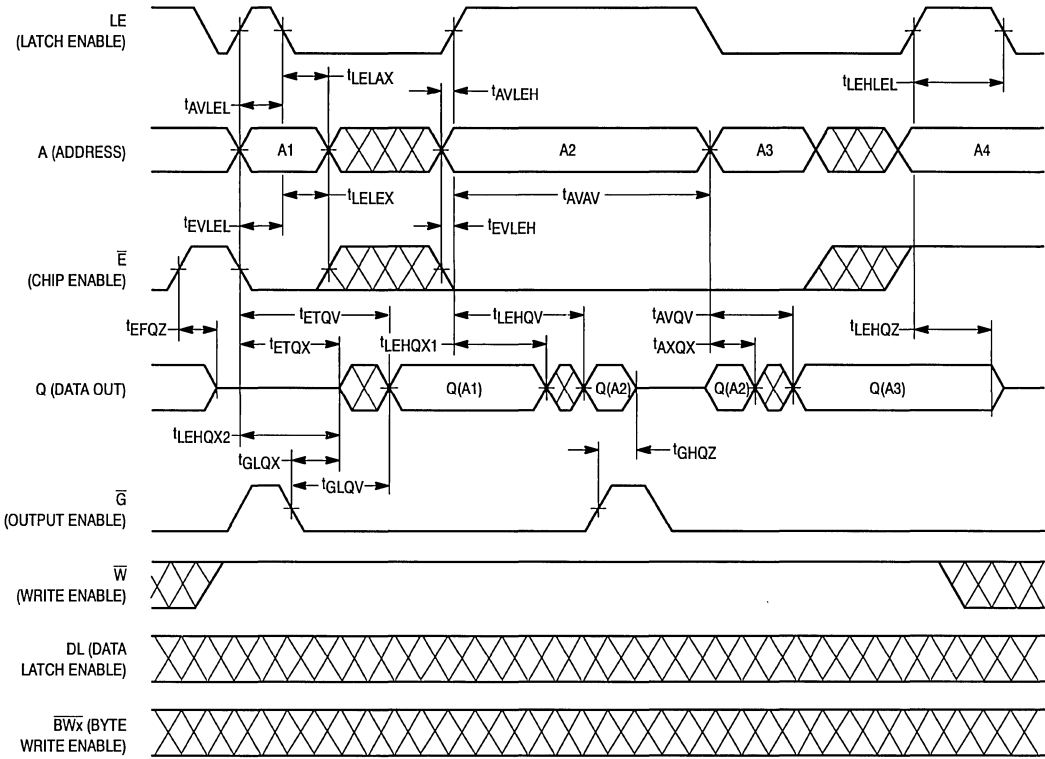 LE
(LATCH ENABLE)
tLELAX
tAVLEH
tLEHLEL
tAVLEL
A (ADDRESS)
A1
A2
A3
A4
tLELEX
tAVAV
tEVLEL
tEVLEH
E̅
(CHIP ENABLE)
tEFQZ
tETQV
tLEHQV
tAVQV
tETQX
tLEHQX1
tAXQX
tLEHQZ
Q (DATA OUT)
Q(A1)
Q(A2)
Q(A2)
Q(A3)
tLEHQX2
tGLQX
tGHQZ
tGLQV
G̅
(OUTPUT ENABLE)
W̅
(WRITE ENABLE)
DL (DATA
LATCH ENABLE)
B̅W̅x̅ (BYTE
WRITE ENABLE)